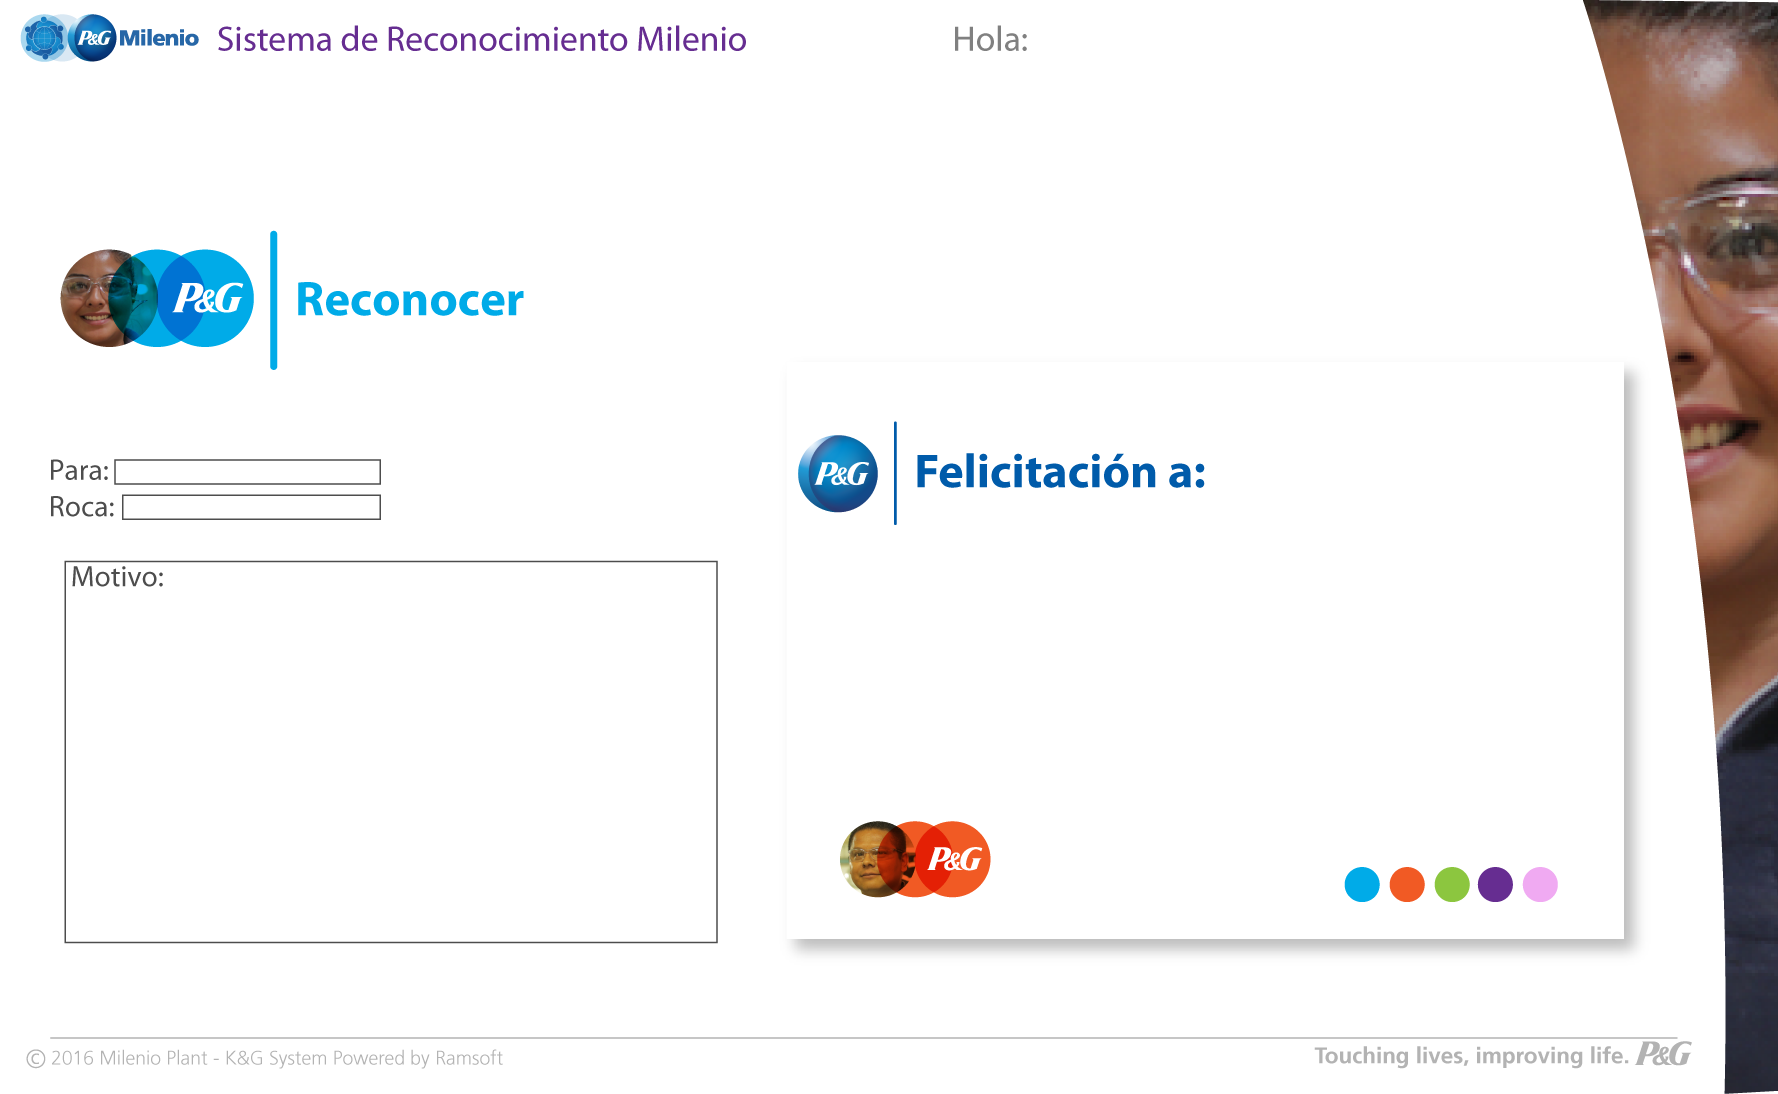 P&G Milenio Sistema de Reconocimiento Milenio Hola:
P&G Reconocer
Para:
Roca:
Motivo:
P&G Felicitación a:
P&G
© 2016 Milenio Plant - K&G System Powered by Ramsoft
Touching lives, improving life. P&G